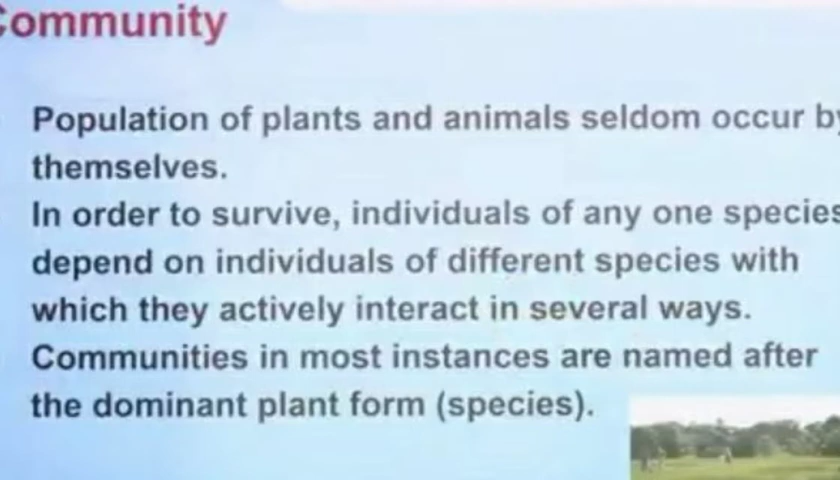 Community
Population of plants and animals seldom occur by
themselves.
In order to survive, individuals of any one species
depend on individuals of different species with
which they actively interact in several ways.
Communities in most instances are named after
the dominant plant form (species).